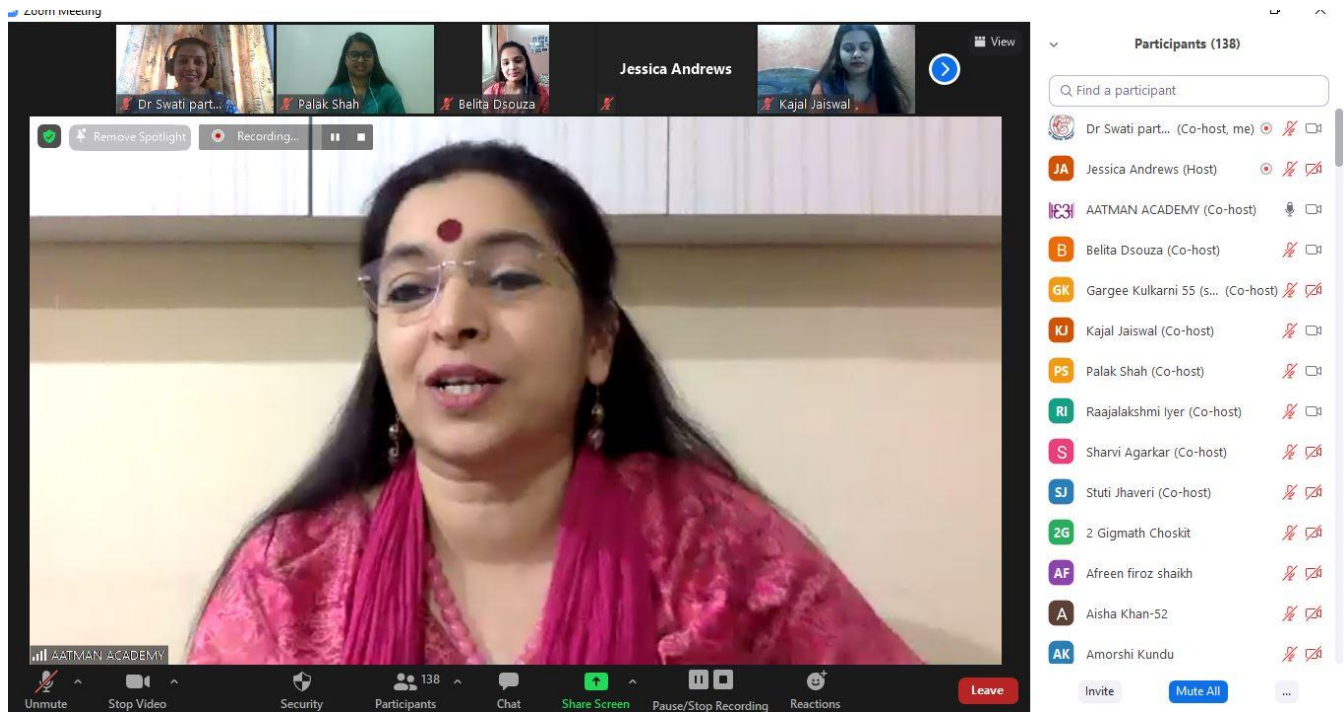 Zoom Meeting
Dr Swati part...
Palak Shah
Belita Dsouza
Jessica Andrews
Kajal Jaiswal
View
Remove Spotlight
Recording...
AATMAN ACADEMY
Unmute
Stop Video
Security
138
Participants
Chat
Share Screen
Pause/Stop Recording
Reactions
Leave
Participants (138)
Find a participant
Dr Swati part... (Co-host, me)
JA Jessica Andrews (Host)
AATMAN ACADEMY (Co-host)
B Belita Dsouza (Co-host)
GK Gargee Kulkarni 55 (s... (Co-host)
KJ Kajal Jaiswal (Co-host)
PS Palak Shah (Co-host)
RI Raajalakshmi Iyer (Co-host)
S Sharvi Agarkar (Co-host)
SJ Stuti Jhaveri (Co-host)
2G 2 Gigmath Choskit
AF Afreen firoz shaikh
A Aisha Khan-52
AK Amorshi Kundu
Invite
Mute All
...